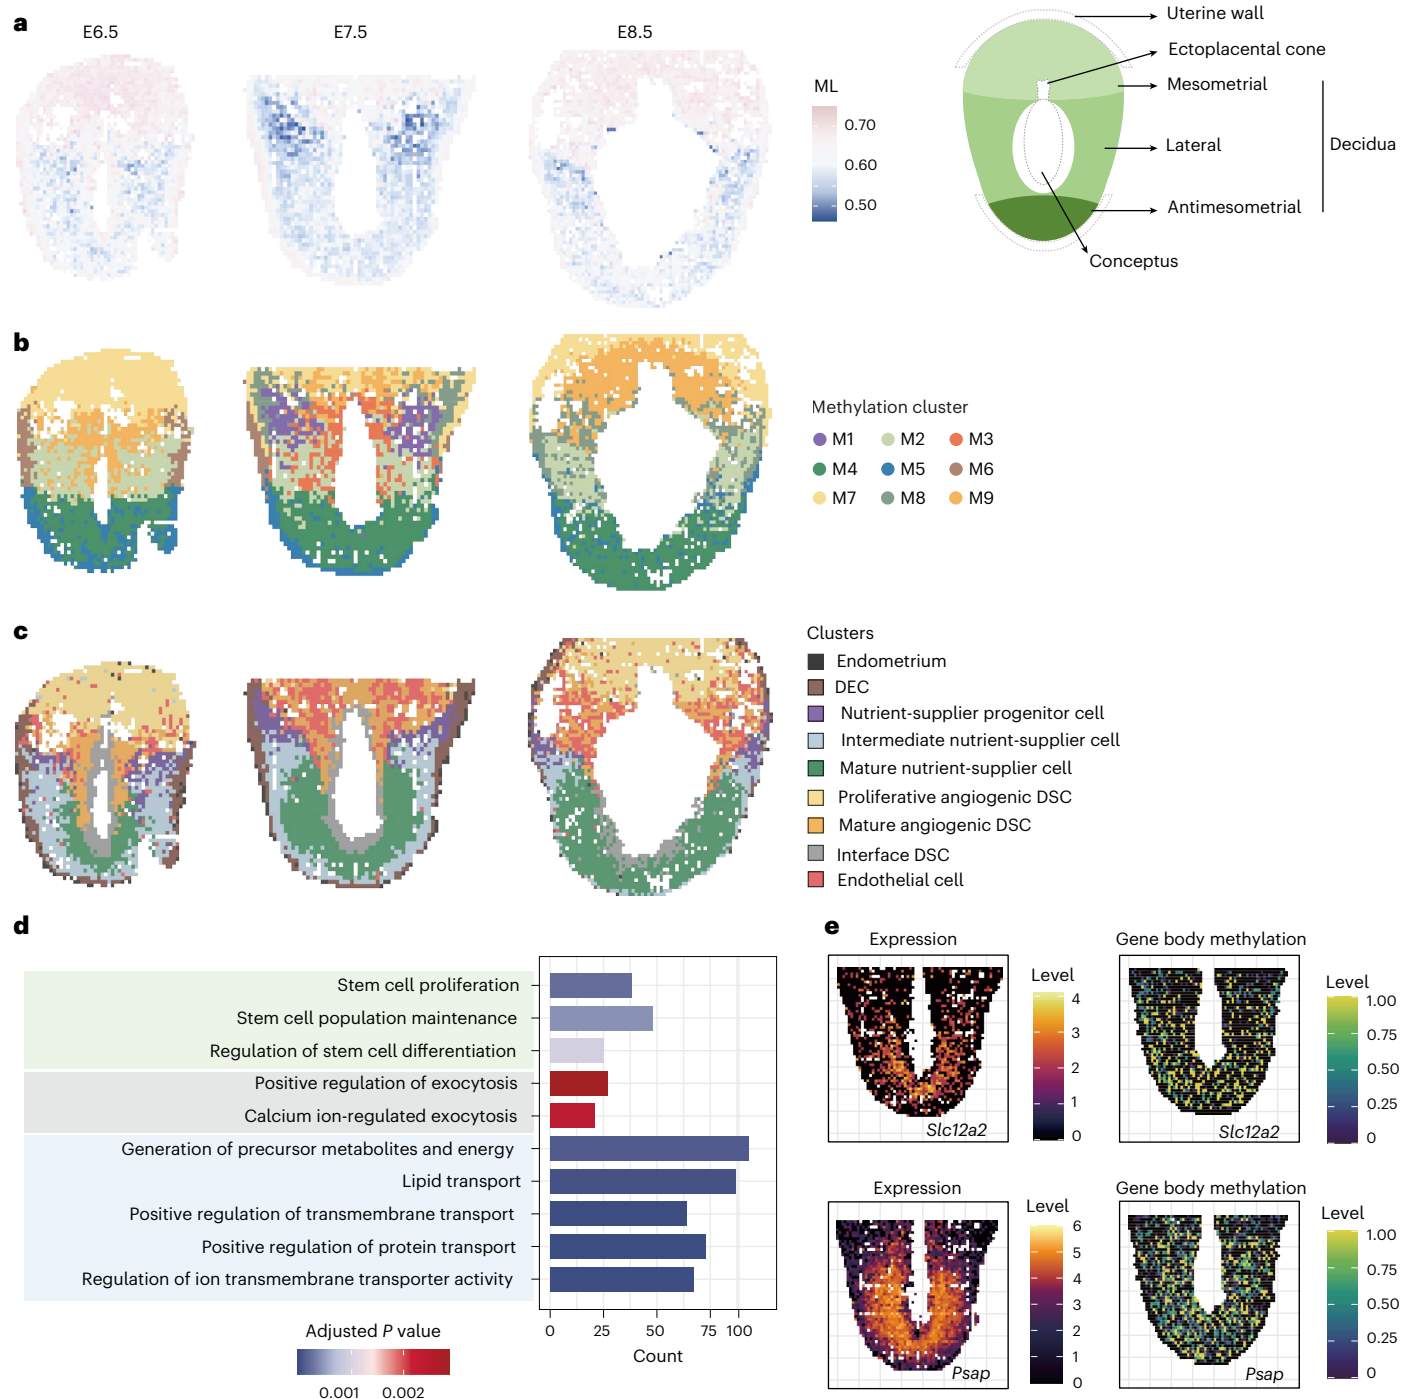 a
E6.5
E7.5
E8.5
ML
0.70
0.60
0.50
Uterine wall
Ectoplacental cone
Mesometrial
Lateral
Decidua
Antimesometrial
Conceptus
b
Methylation cluster
M1
M2
M3
M4
M5
M6
M7
M8
M9
c
Clusters
Endometrium
DEC
Nutrient-supplier progenitor cell
Intermediate nutrient-supplier cell
Mature nutrient-supplier cell
Proliferative angiogenic DSC
Mature angiogenic DSC
Interface DSC
Endothelial cell
d
Stem cell proliferation
Stem cell population maintenance
Regulation of stem cell differentiation
Positive regulation of exocytosis
Calcium ion-regulated exocytosis
Generation of precursor metabolites and energy
Lipid transport
Positive regulation of transmembrane transport
Positive regulation of protein transport
Regulation of ion transmembrane transporter activity
0 25 50 75 100
Count
Adjusted P value
0.001 0.002
e
Expression
Level
4
3
2
1
0
Slc12a2
Gene body methylation
Level
1.00
0.75
0.50
0.25
0
Slc12a2
Expression
Level
6
5
4
3
2
1
0
Psap
Gene body methylation
Level
1.00
0.75
0.50
0.25
0
Psap